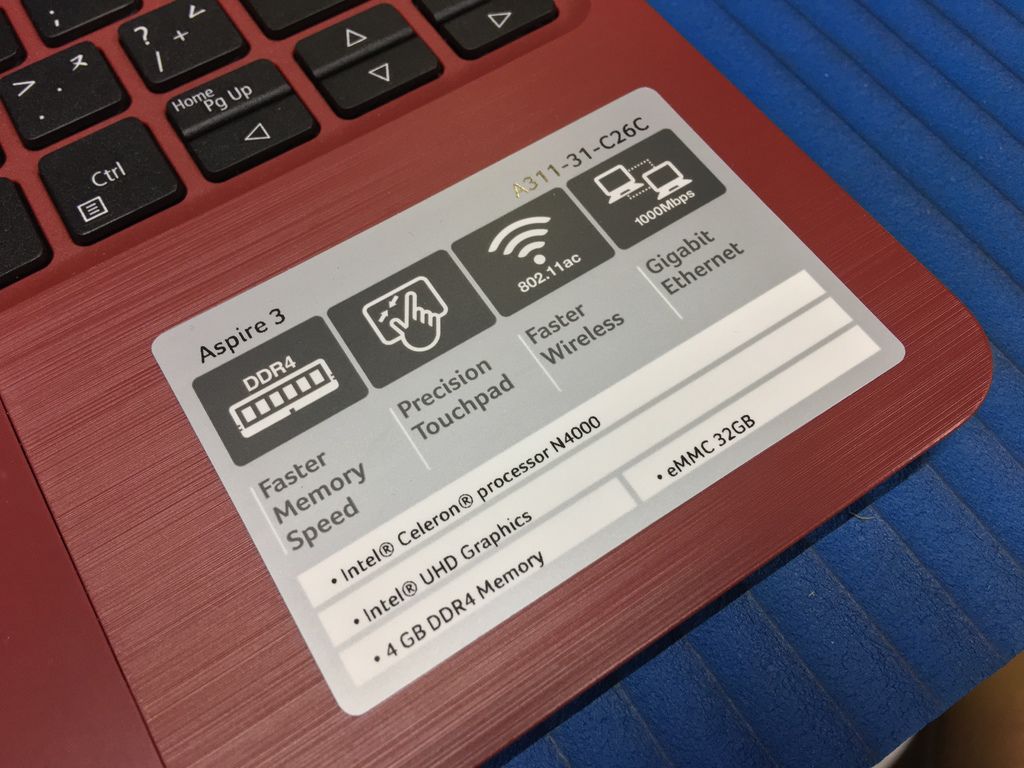 ;
> ㄡ
.
? ㄥ
/ +
Home
Pg Up
Ctrl
Aspire 3
A311-31-C26C
DDR4
802.11ac
1000Mbps
Faster
Memory
Speed
Precision
Touchpad
Faster
Wireless
Gigabit
Ethernet
• Intel® Celeron® processor N4000
• Intel® UHD Graphics
• 4 GB DDR4 Memory
• eMMC 32GB